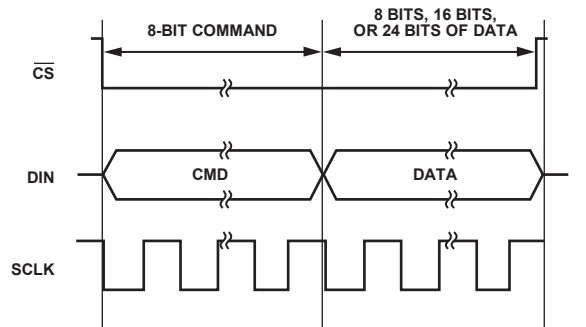 8-BIT COMMAND
8 BITS, 16 BITS,
OR 24 BITS OF DATA
CS
DIN
CMD
DATA
SCLK